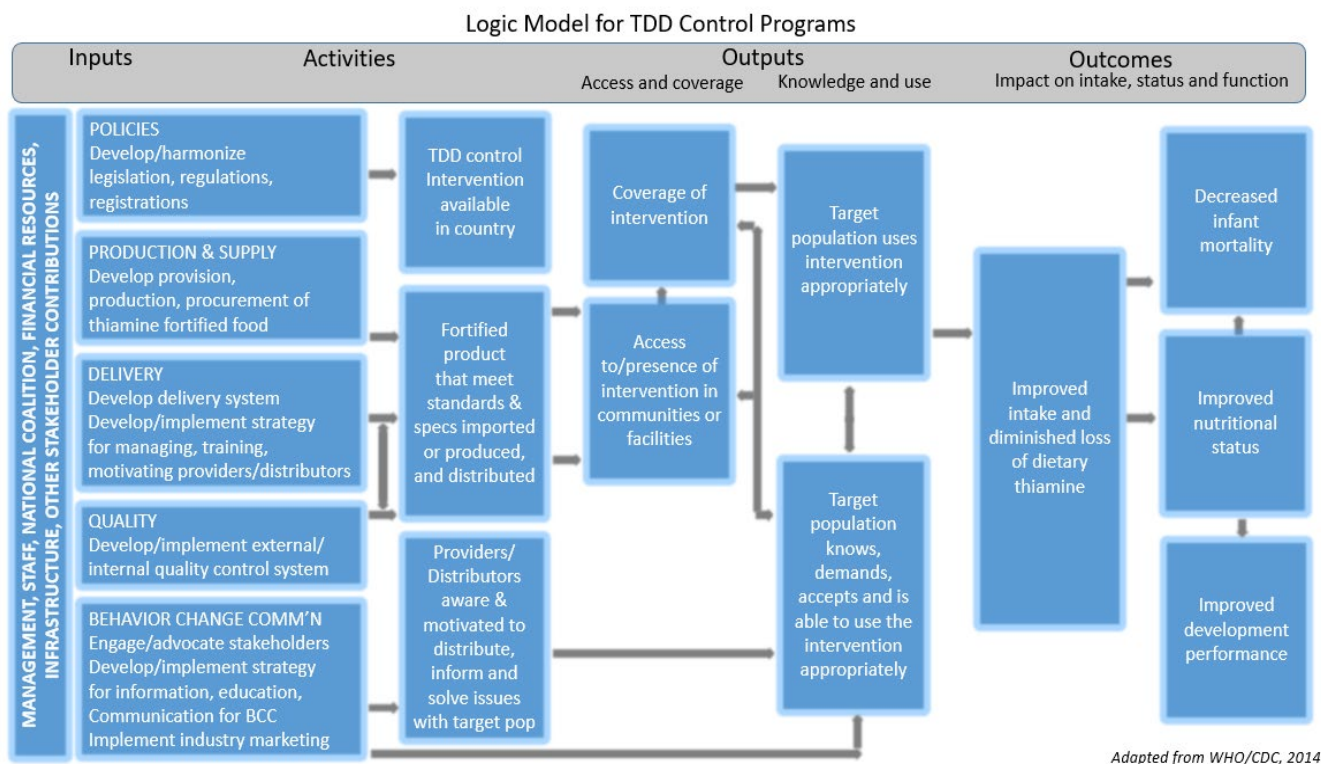 Logic Model for TDD Control Programs
Inputs
Activities
Outputs
Outcomes
Access and coverage
Knowledge and use
Impact on intake, status and function
MANAGEMENT, STAFF, NATIONAL COALITION, FINANCIAL RESOURCES,
INFRASTRUCTURE, OTHER STAKEHOLDER CONTRIBUTIONS
POLICIES
Develop/harmonize
legislation, regulations,
registrations
PRODUCTION & SUPPLY
Develop provision,
production, procurement of
thiamine fortified food
DELIVERY
Develop delivery system
Develop/implement strategy
for managing, training,
motivating providers/distributors
QUALITY
Develop/implement external/
internal quality control system
BEHAVIOR CHANGE COMM'N
Engage/advocate stakeholders
Develop/implement strategy
for information, education,
Communication for BCC
Implement industry marketing
TDD control
Intervention
available
in country
Fortified
product
that meet
standards &
specs imported
or produced,
and distributed
Providers/
Distributors
aware &
motivated to
distribute,
inform and
solve issues
with target pop
Coverage of
intervention
Access
to/presence of
intervention in
communities or
facilities
Target
population uses
intervention
appropriately
Target
population
knows,
demands,
accepts and is
able to use the
intervention
appropriately
Improved
intake and
diminished loss
of dietary
thiamine
Decreased
infant
mortality
Improved
nutritional
status
Improved
development
performance
Adapted from WHO/CDC, 2014